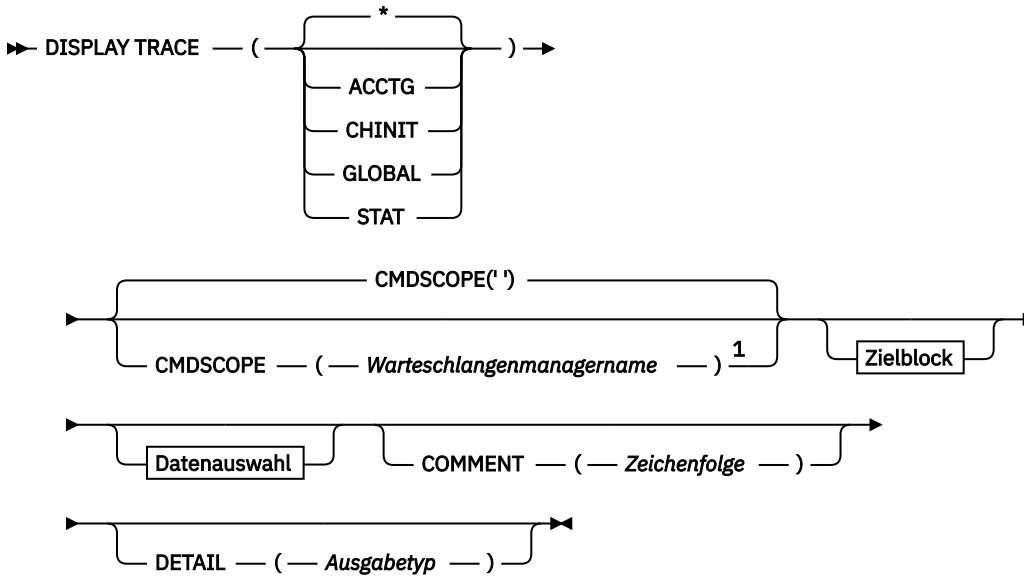 *
DISPLAY TRACE ( )
ACCTG
CHINIT
GLOBAL
STAT
CMDSCOPE(' ')
CMDSCOPE ( Warteschlangenmanagername ) 1
Zielblock
Datenauswahl
COMMENT ( Zeichenfolge )
DETAIL ( Ausgabetyp )